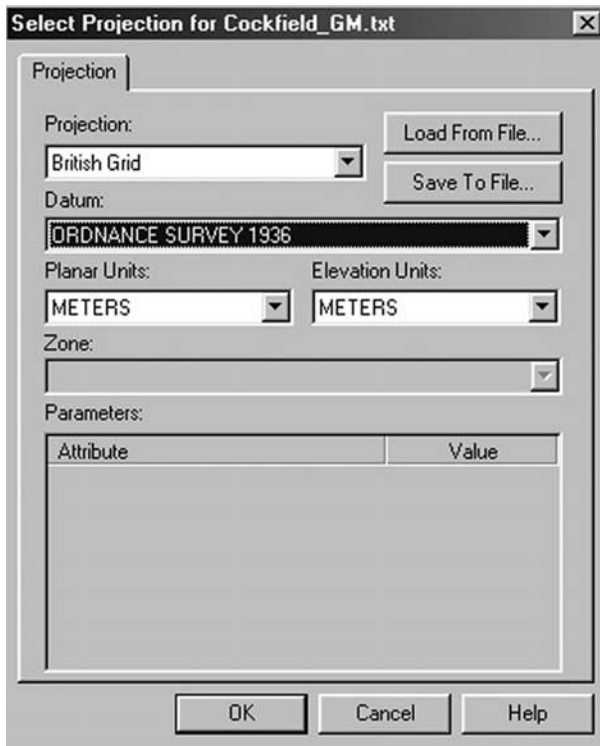 Select Projection for Cockfield_GM.txt
Projection
Projection:
British Grid
Load From File...
Save To File...
Datum:
ORDNANCE SURVEY 1936
Planar Units: Elevation Units:
METERS METERS
Zone:
Parameters:
Attribute Value
OK Cancel Help